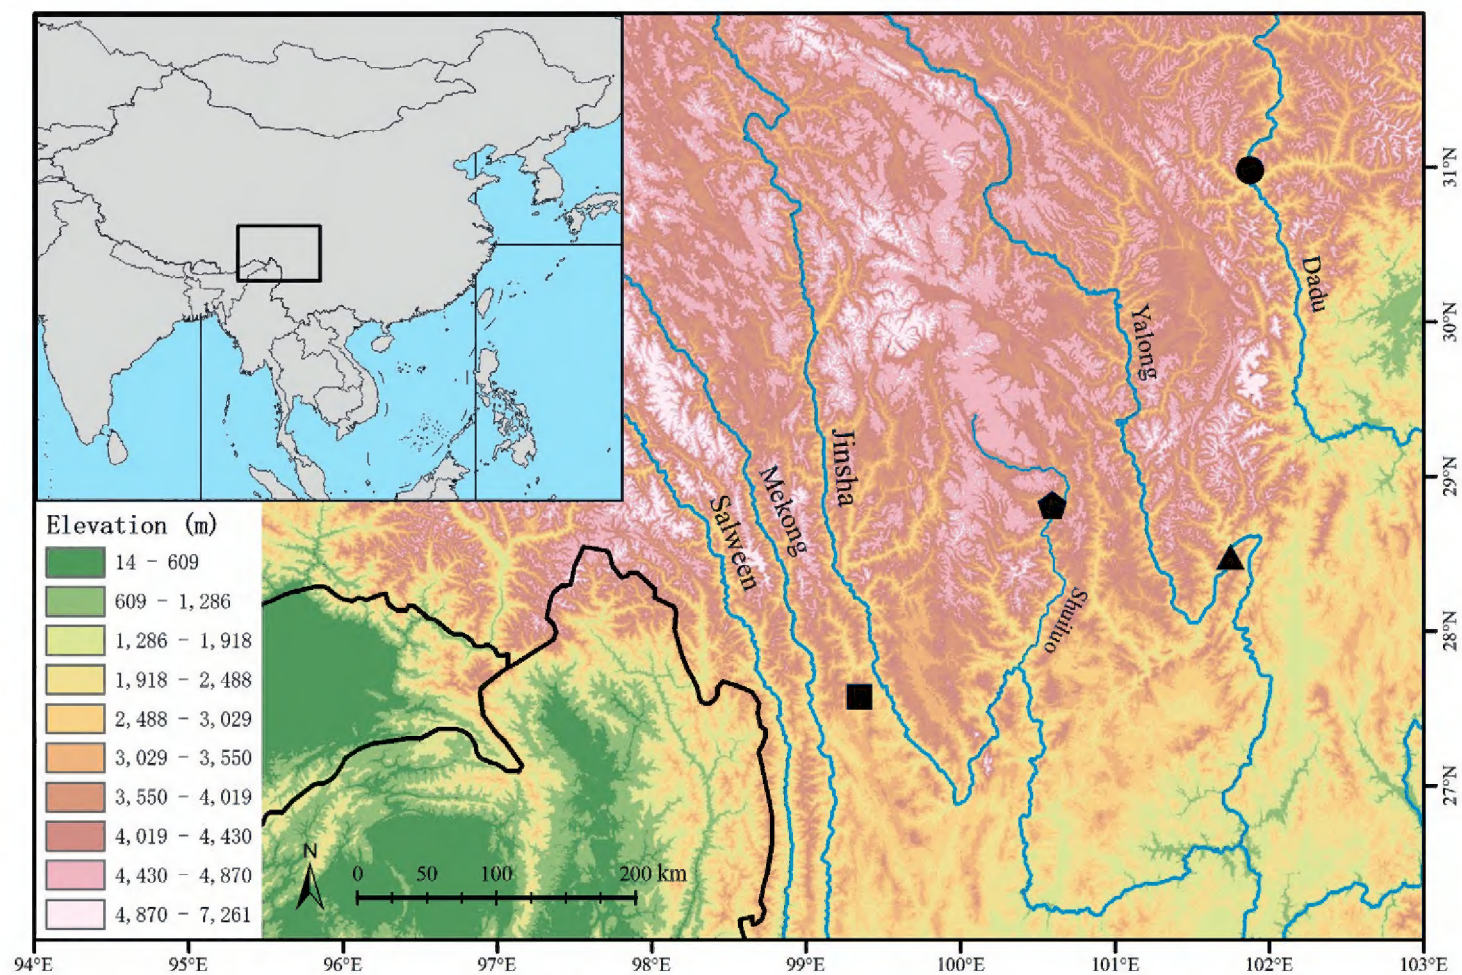 31°N
Dadu
30°N
Yalong
Jinsha
Mekong
29°N
Salween
Elevation (m)
14 - 609
609 - 1,286
1,286 - 1,918
1,918 - 2,488
2,488 - 3,029
3,029 - 3,550
3,550 - 4,019
4,019 - 4,430
4,430 - 4,870
4,870 - 7,261
Shuiluo
28°N
27°N
N
0 50 100 200 km
94°E 95°E 96°E 97°E 98°E 99°E 100°E 101°E 102°E 103°E